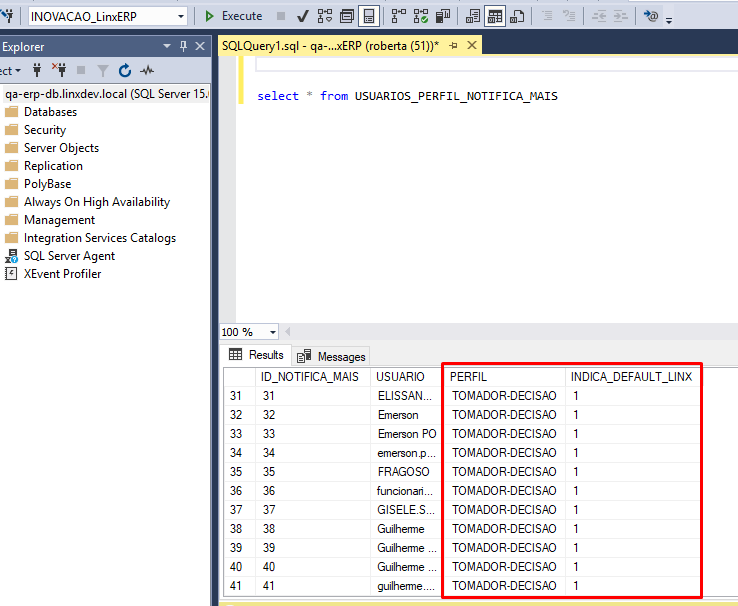 INOVACAO_LinxERP Execute
Explorer
SQLQuery1.sql - qa-...xERP (roberta (51))*
ect
qa-erp-db.linxdev.local (SQL Server 15.0
Databases
Security
Server Objects
Replication
PolyBase
Always On High Availability
Management
Integration Services Catalogs
SQL Server Agent
XEvent Profiler
select * from USUARIOS_PERFIL_NOTIFICA_MAIS
100 %
Results Messages
ID_NOTIFICA_MAIS USUARIO PERFIL INDICA_DEFAULT_LINX
31 31 ELISSAN... TOMADOR-DECISAO 1
32 32 Emerson TOMADOR-DECISAO 1
33 33 Emerson PO TOMADOR-DECISAO 1
34 34 emerson.p... TOMADOR-DECISAO 1
35 35 FRAGOSO TOMADOR-DECISAO 1
36 36 funcionari... TOMADOR-DECISAO 1
37 37 GISELE.S... TOMADOR-DECISAO 1
38 38 Guilherme TOMADOR-DECISAO 1
39 39 Guilherme ... TOMADOR-DECISAO 1
40 40 Guilherme ... TOMADOR-DECISAO 1
41 41 guilherme.... TOMADOR-DECISAO 1